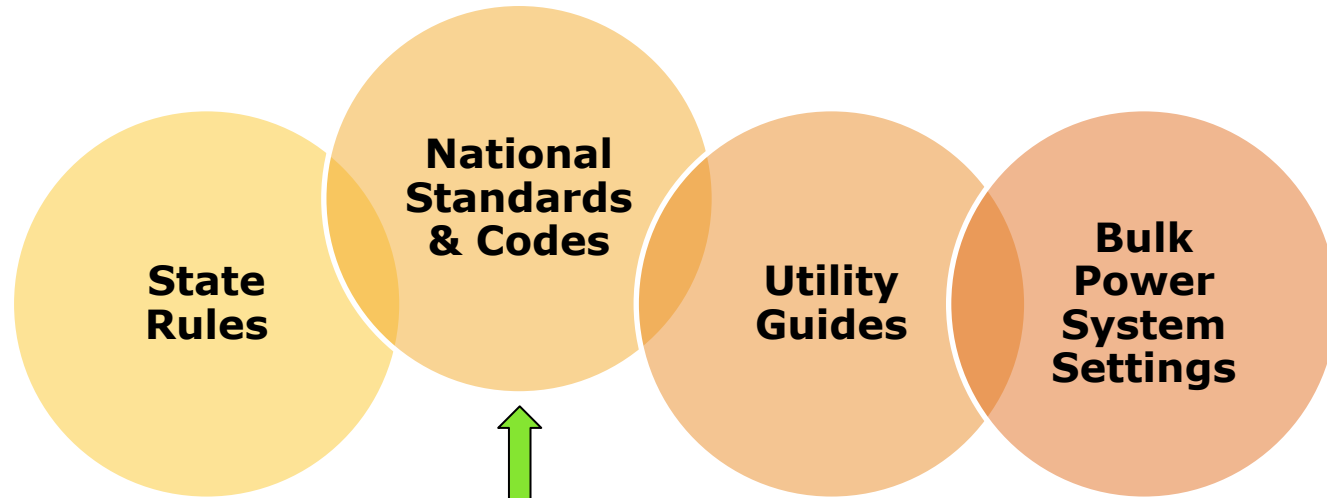 State
Rules
National
Standards
& Codes
Utility
Guides
Bulk
Power
System
Settings